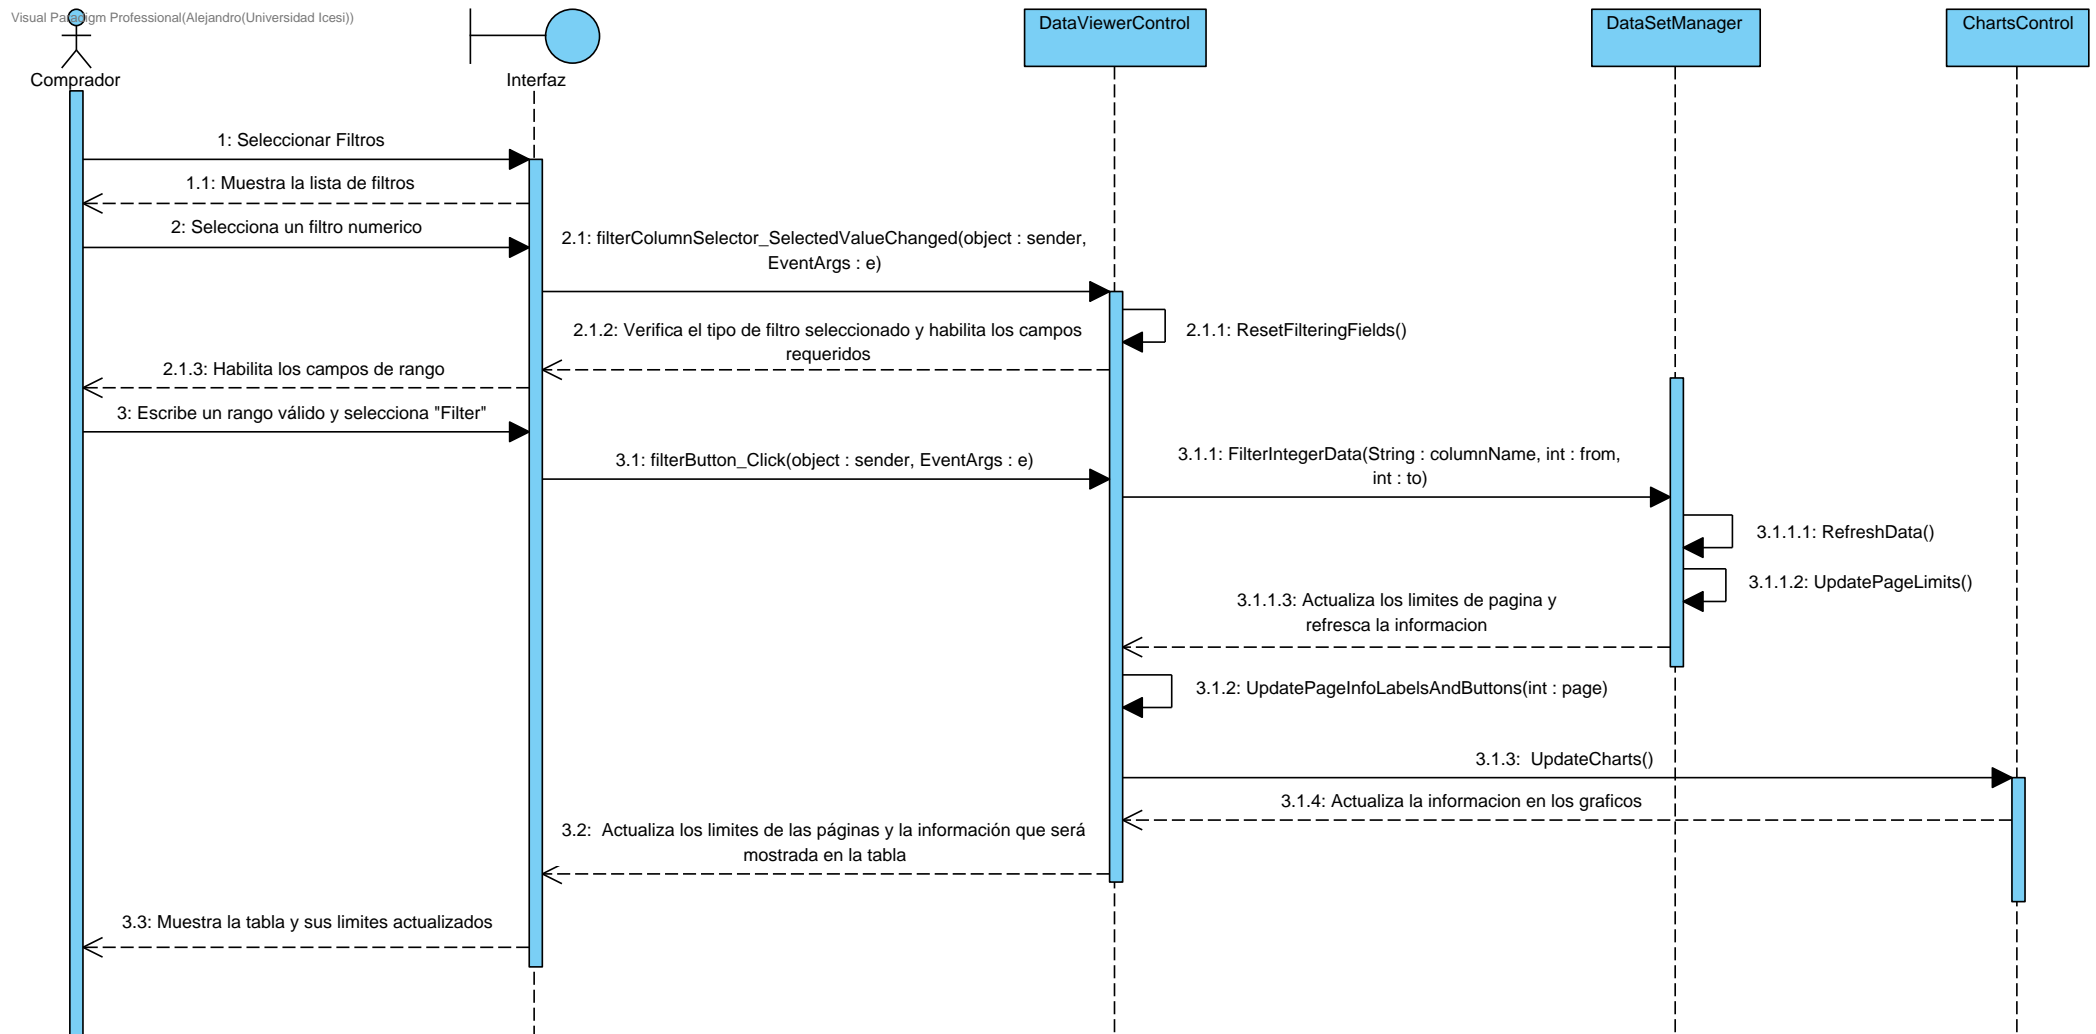 Visual Paradigm Professional(Alejandro(Universidad Icesi))
Comprador
Interfaz
DataViewerControl
DataSetManager
ChartsControl
1: Seleccionar Filtros
1.1: Muestra la lista de filtros
2: Selecciona un filtro numerico
2.1: filterColumnSelector_SelectedValueChanged(object : sender,
EventArgs : e)
2.1.1: ResetFilteringFields()
2.1.2: Verifica el tipo de filtro seleccionado y habilita los campos
requeridos
2.1.3: Habilita los campos de rango
3: Escribe un rango válido y selecciona "Filter"
3.1: filterButton_Click(object : sender, EventArgs : e)
3.1.1: FilterIntegerData(String : columnName, int : from,
int : to)
3.1.1.1: RefreshData()
3.1.1.2: UpdatePageLimits()
3.1.1.3: Actualiza los limites de pagina y
refresca la informacion
3.1.2: UpdatePageInfoLabelsAndButtons(int : page)
3.1.3:  UpdateCharts()
3.1.4: Actualiza la informacion en los graficos
3.2:  Actualiza los limites de las páginas y la información que será
mostrada en la tabla
3.3: Muestra la tabla y sus limites actualizados